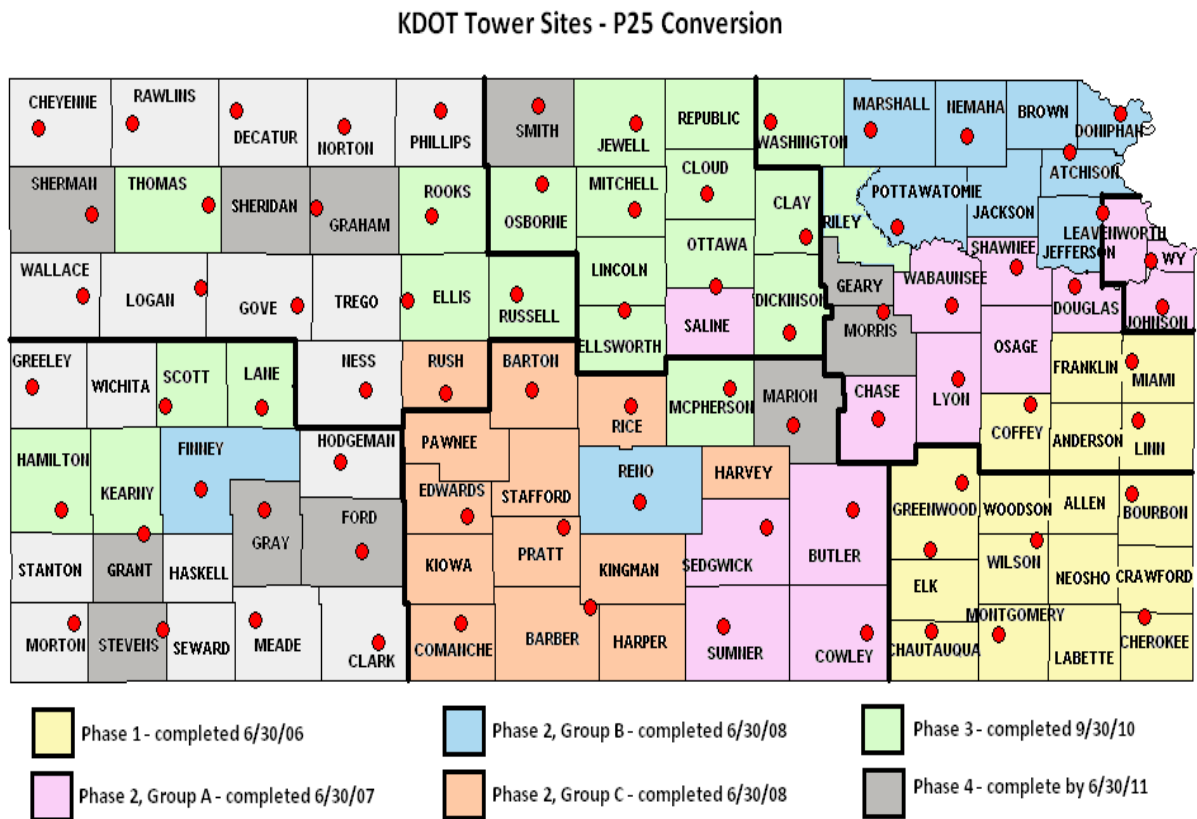 KDOT Tower Sites - P25 Conversion
CHEYENNE
RAWLINS
DECATUR
NORTON
PHILLIPS
SMITH
JEWELL
REPUBLIC
WASHINGTON
MARSHALL
NEMAHA
BROWN
DONIPHAN
SHERMAN
THOMAS
SHERIDAN
GRAHAM
ROOKS
OSBORNE
MITCHELL
CLOUD
CLAY
RILEY
POTTAWATOMIE
JACKSON
ATCHISON
WALLACE
LOGAN
GOVE
TREGO
ELLIS
RUSSELL
LINCOLN
OTTAWA
SALINE
DICKINSON
GEARY
WABAUNSEE
SHAWNEE
JEFFERSON
LEAVENWORTH
WY
DOUGLAS
JOHNSON
GREELEY
WICHITA
SCOTT
LANE
NESS
RUSH
BARTON
ELLSWORTH
RICE
MCPHERSON
MARION
MORRIS
CHASE
LYON
OSAGE
FRANKLIN
MIAMI
COFFEY
ANDERSON
LINN
HAMILTON
KEARNY
FINNEY
HODGEMAN
PAWNEE
EDWARDS
STAFFORD
RENO
HARVEY
GRAY
FORD
KIOWA
PRATT
KINGMAN
SEDGWICK
BUTLER
GREENWOOD
WOODSON
ALLEN
BOURBON
STANTON
GRANT
HASKELL
ELK
WILSON
NEOSHO
CRAWFORD
MORTON
STEVENS
SEWARD
MEADE
CLARK
COMANCHE
BARBER
HARPER
SUMNER
COWLEY
CHAUTAUQUA
MONTGOMERY
LABETTE
CHEROKEE
Phase 1 - completed 6/30/06
Phase 2, Group B - completed 6/30/08
Phase 3 - completed 9/30/10
Phase 2, Group A - completed 6/30/07
Phase 2, Group C - completed 6/30/08
Phase 4 - complete by 6/30/11